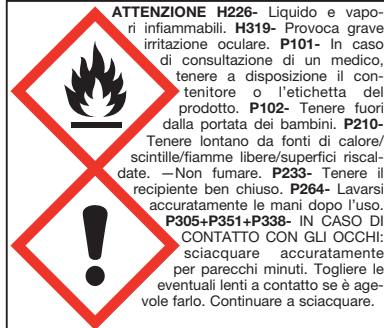 ATTENZIONE H226- Liquido e vapo-
ri infiammabili. H319- Provoca grave
irritazione oculare. P101- In caso
di consultazione di un medico,
tenere a disposizione il con-
tenitore o l'etichetta del
prodotto. P102- Tenere fuori
dalla portata dei bambini. P210-
Tenere lontano da fonti di calore/
scintille/fiamme libere/superfici riscal-
date. —Non fumare. P233- Tenere il
recipiente ben chiuso. P264- Lavarsi
accuratamente le mani dopo l'uso.
P305+P351+P338- IN CASO DI
CONTATTO CON GLI OCCHI:
sciacquare accuratamente
per parecchi minuti. Togliere le
eventuali lenti a contatto se è age-
vole farlo. Continuare a sciacquare.